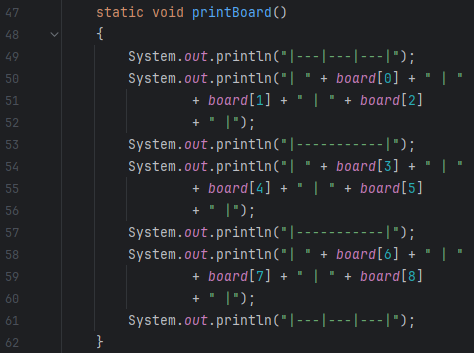 47 static void printBoard()
48 {
49 System.out.println("|---|---|---|");
50 System.out.println("| " + board[0] + " | "
51 + board[1] + " | " + board[2]
52 + " |");
53 System.out.println("|-----------|");
54 System.out.println("| " + board[3] + " | "
55 + board[4] + " | " + board[5]
56 + " |");
57 System.out.println("|-----------|");
58 System.out.println("| " + board[6] + " | "
59 + board[7] + " | " + board[8]
60 + " |");
61 System.out.println("|---|---|---|");
62 }